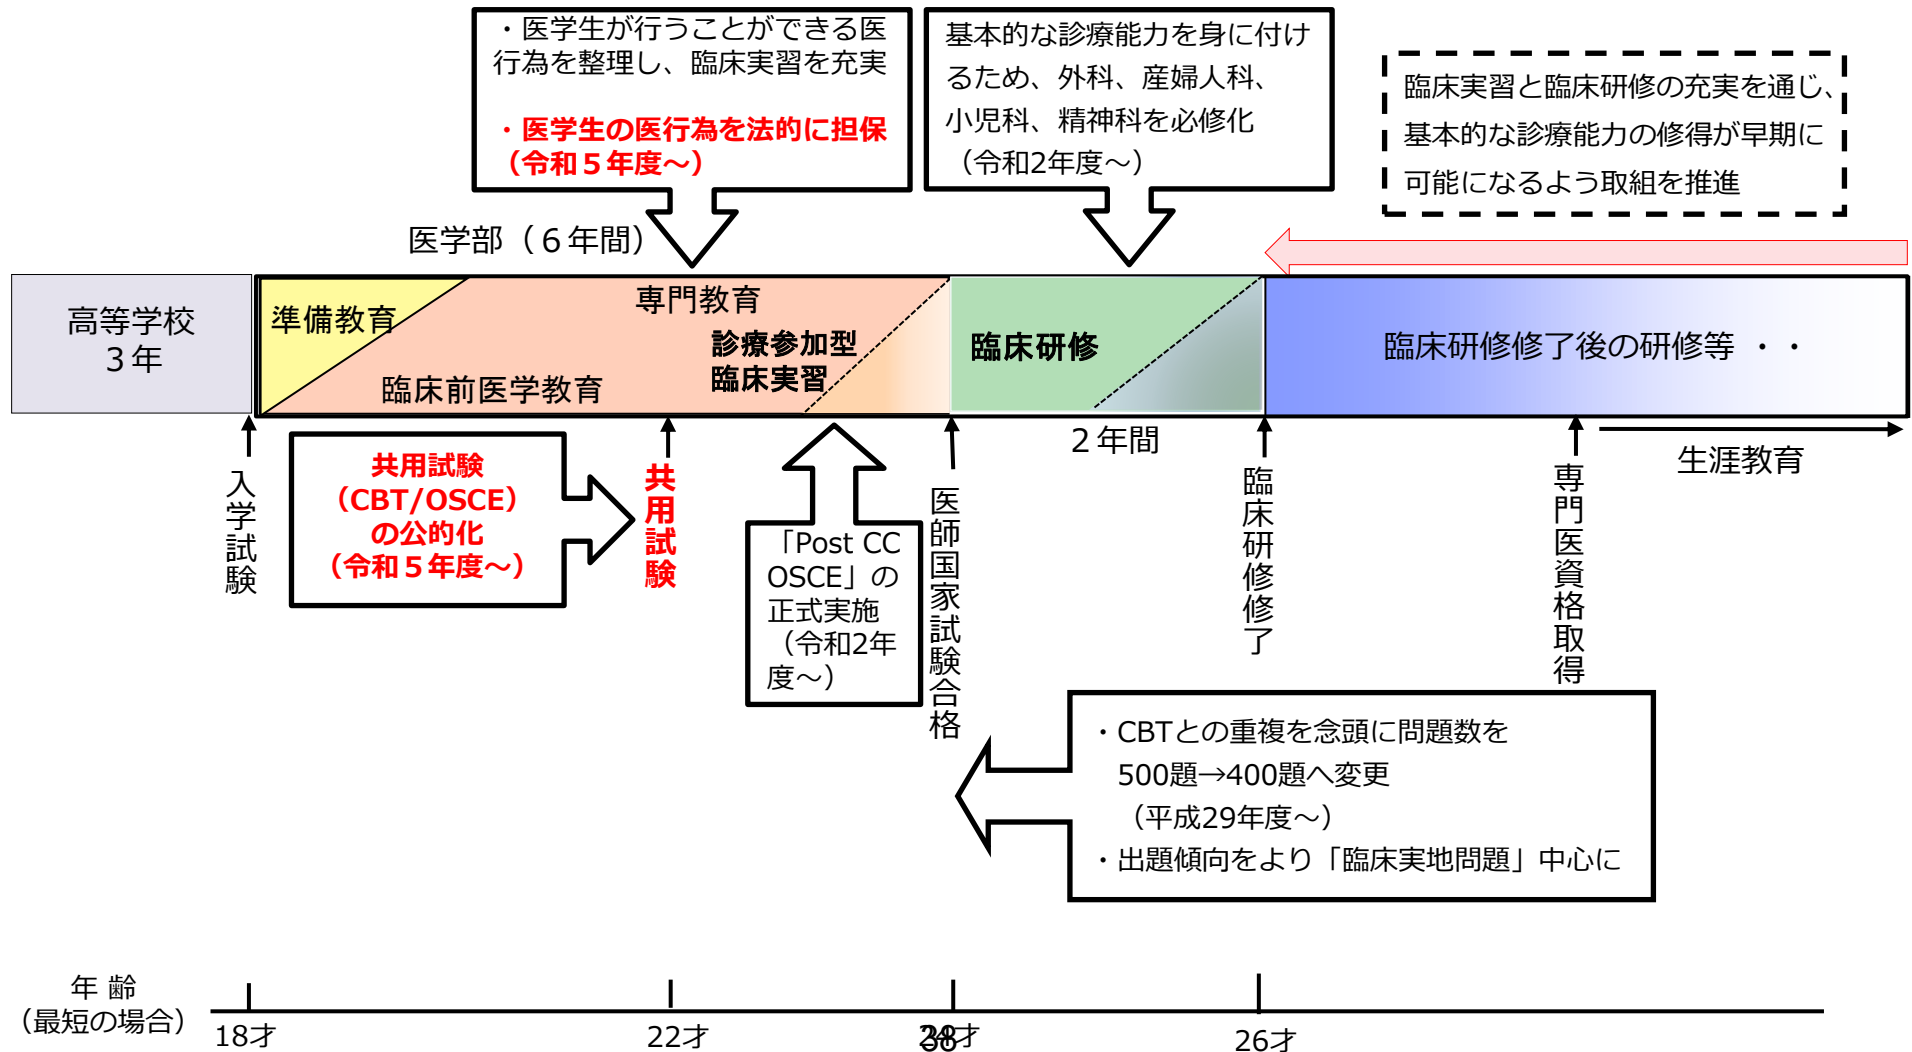 ・医学生が行うことができる医
行為を整理し、臨床実習を充実
・医学生の医行為を法的に担保
（令和５年度～）
基本的な診療能力を身に付け
るため、外科、産婦人科、
小児科、精神科を必修化
（令和2年度～）
臨床実習と臨床研修の充実を通じ、
基本的な診療能力の修得が早期に
可能になるよう取組を推進
医学部（６年間）
高等学校
３年
準備教育
専門教育
診療参加型
臨床実習
臨床前医学教育
臨床研修
臨床研修修了後の研修等 ・・
２年間
生涯教育
入学試験
共用試験
（CBT/OSCE）
の公的化
（令和５年度～）
共用試験
「Post CC
OSCE」の
正式実施
（令和2年
度～）
医師国家試験合格
臨床研修修了
専門医資格取得
・CBTとの重複を念頭に問題数を
500題→400題へ変更
（平成29年度～）
・出題傾向をより「臨床実地問題」中心に
年 齢
（最短の場合）
18才
22才
24才
38
26才